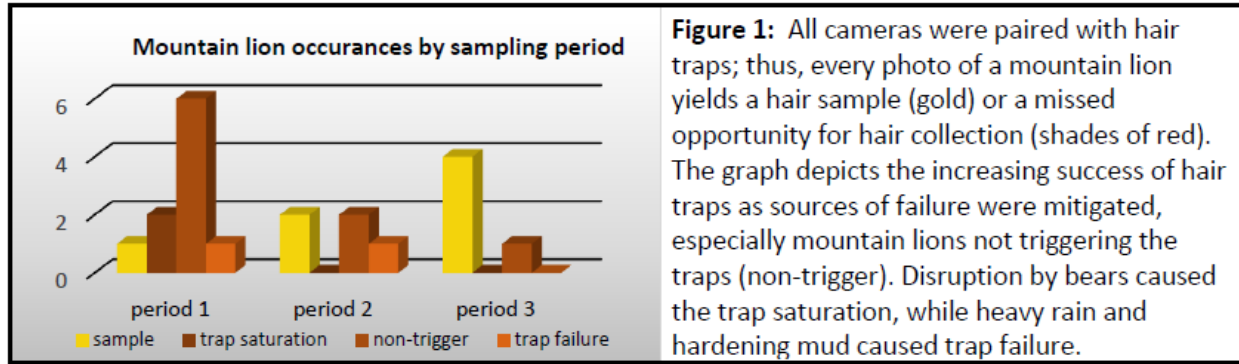 Mountain lion occurances by sampling period
6
4
2
0
period 1 period 2 period 3
sample trap saturation non-trigger trap failure
Figure 1: All cameras were paired with hair
traps; thus, every photo of a mountain lion
yields a hair sample (gold) or a missed
opportunity for hair collection (shades of red).
The graph depicts the increasing success of hair
traps as sources of failure were mitigated,
especially mountain lions not triggering the
traps (non-trigger). Disruption by bears caused
the trap saturation, while heavy rain and
hardening mud caused trap failure.